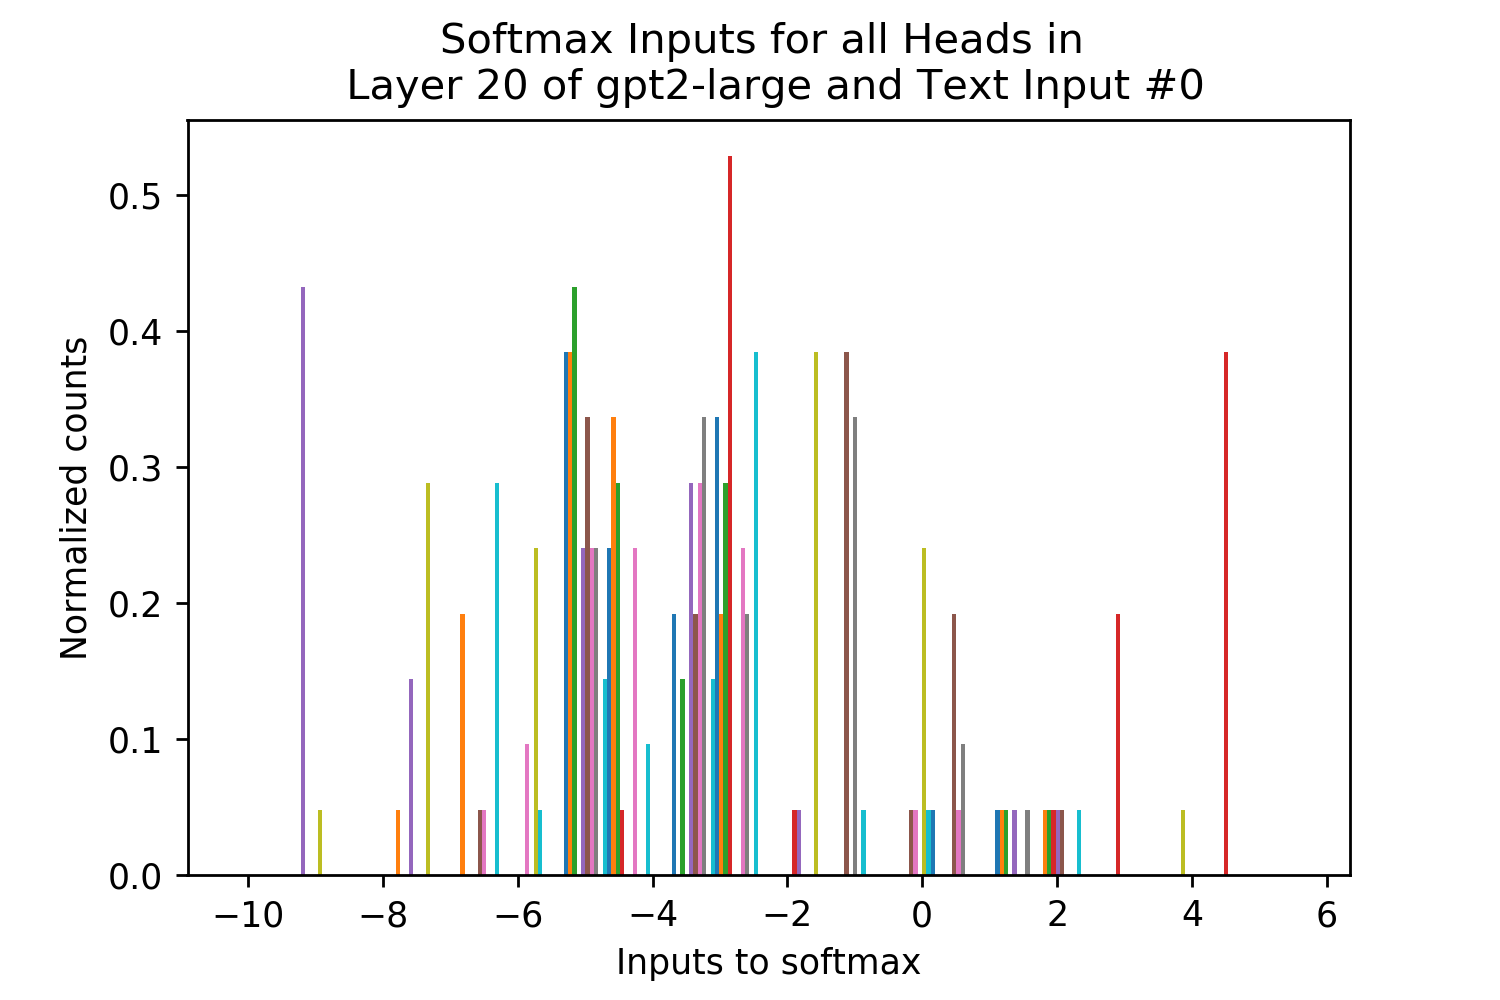 Softmax Inputs for all Heads in
Layer 20 of gpt2-large and Text Input #0
0.5
0.4
0.3
0.2
0.1
0.0
Normalized counts
−10 −8 −6 −4 −2 0 2 4 6
Inputs to softmax